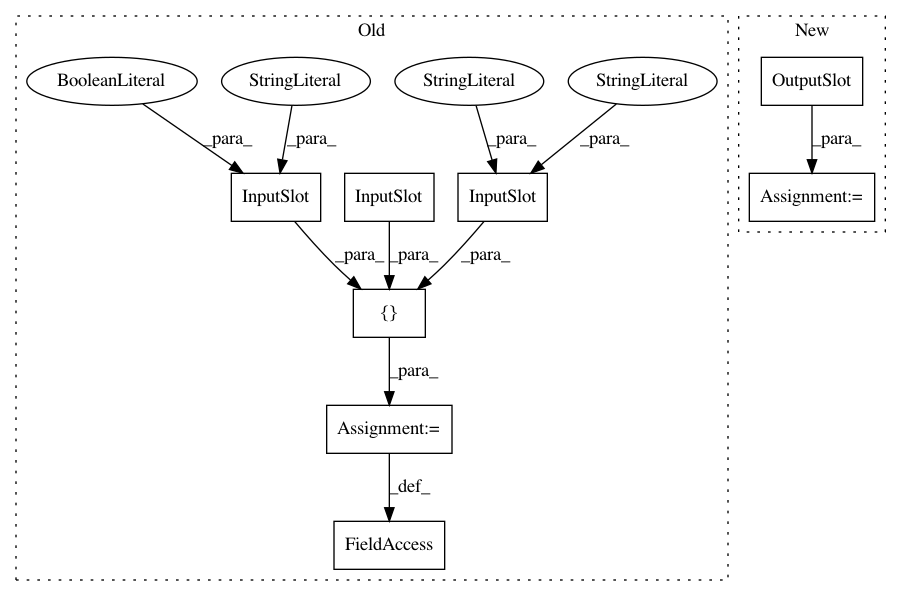 Old
New
BooleanLiteral
StringLiteral
StringLiteral
StringLiteral
OutputSlot
_para_
_para_
_para_
_para_
_para_
InputSlot
InputSlot
InputSlot
Assignment:=
_para_
_para_
_para_
{}
_para_
Assignment:=
_def_
FieldAccess